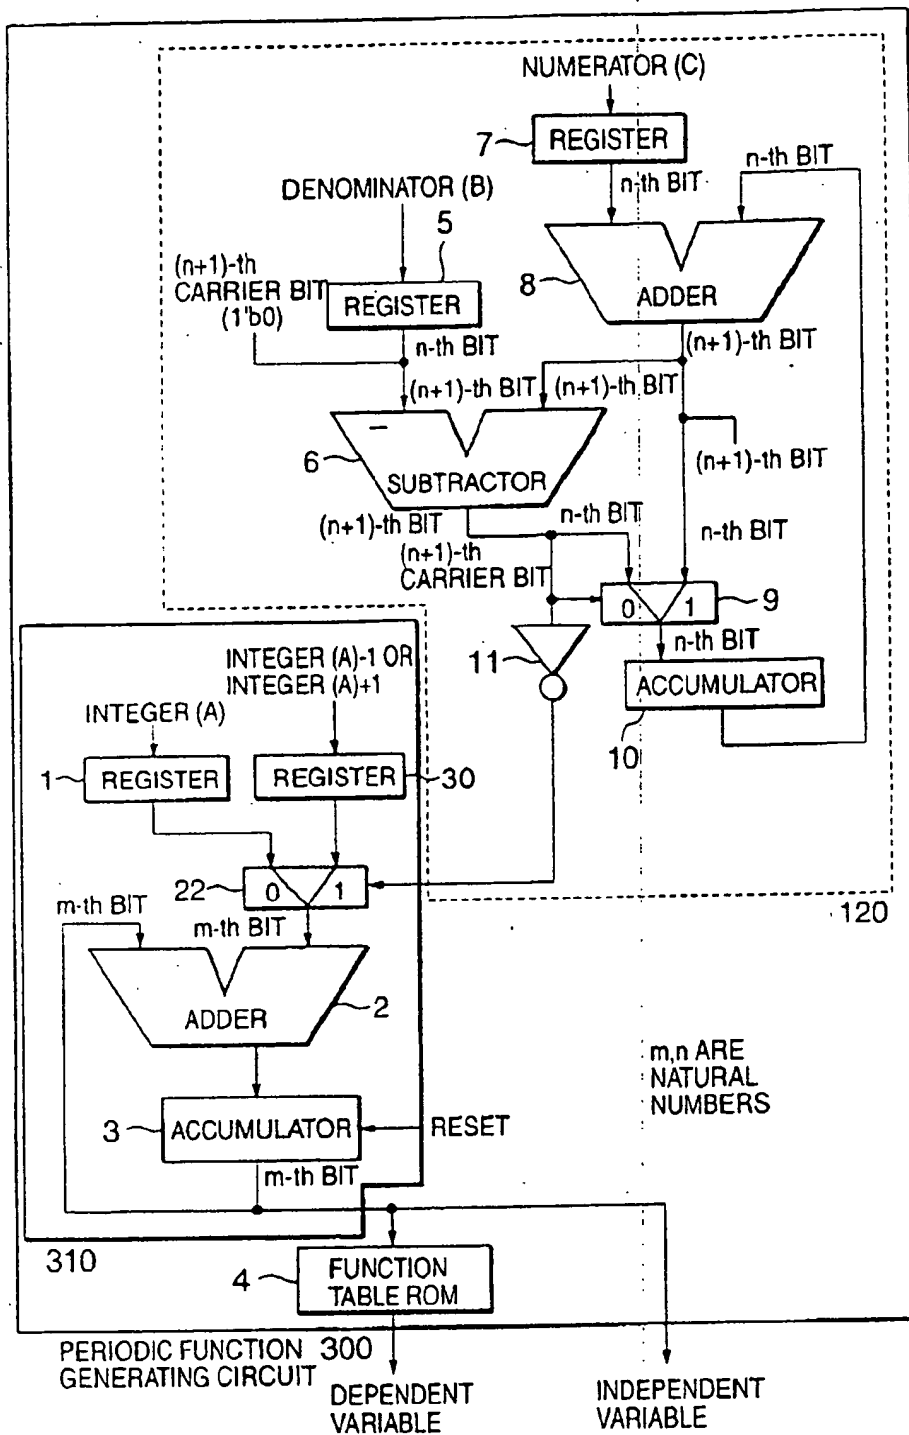 NUMERATOR (C)
7
REGISTER
n-th BIT
n-th BIT
DENOMINATOR (B)
5
(n+1)-th
CARRIER BIT
(1'b0)
REGISTER
8
ADDER
n-th BIT
(n+1)-th BIT
(n+1)-th BIT
(n+1)-th BIT
6
SUBTRACTOR
(n+1)-th BIT
(n+1)-th BIT
n-th BIT
(n+1)-th
CARRIER BIT
n-th BIT
0
1
9
n-th BIT
11
INTEGER (A)-1 OR
INTEGER (A)+1
ACCUMULATOR
10
INTEGER (A)
1
REGISTER
REGISTER
30
22
0
1
m-th BIT
m-th BIT
120
ADDER
2
m,n ARE
NATURAL
NUMBERS
3
ACCUMULATOR
RESET
m-th BIT
310
4
FUNCTION
TABLE ROM
PERIODIC FUNCTION 300
GENERATING CIRCUIT
DEPENDENT
VARIABLE
INDEPENDENT
VARIABLE